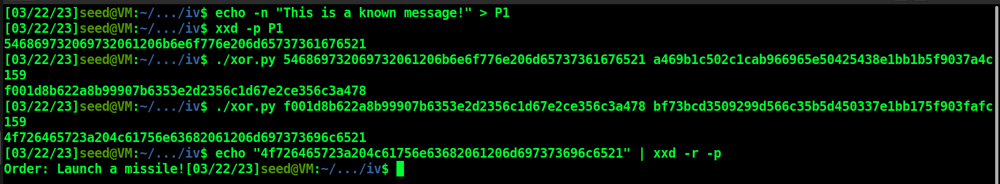 [03/22/23]seed@VM:~/.../iv$ echo -n "This is a known message!" > P1
[03/22/23]seed@VM:~/.../iv$ xxd -p P1
546869732069732061206b6e6f776e206d65737361676521
[03/22/23]seed@VM:~/.../iv$ ./xor.py 546869732069732061206b6e6f776e206d65737361676521 a469b1c502c1cab966965e50425438e1bb1b5f9037a4c
159
f001d8b622a8b99907b6353e2d2356c1d67e2ce356c3a478
[03/22/23]seed@VM:~/.../iv$ ./xor.py f001d8b622a8b99907b6353e2d2356c1d67e2ce356c3a478 bf73bcd3509299d566c35b5d450337e1bb175f903fafc
159
4f726465723a204c61756e63682061206d697373696c6521
[03/22/23]seed@VM:~/.../iv$ echo "4f726465723a204c61756e63682061206d697373696c6521" | xxd -r -p
Order: Launch a missile![03/22/23]seed@VM:~/.../iv$